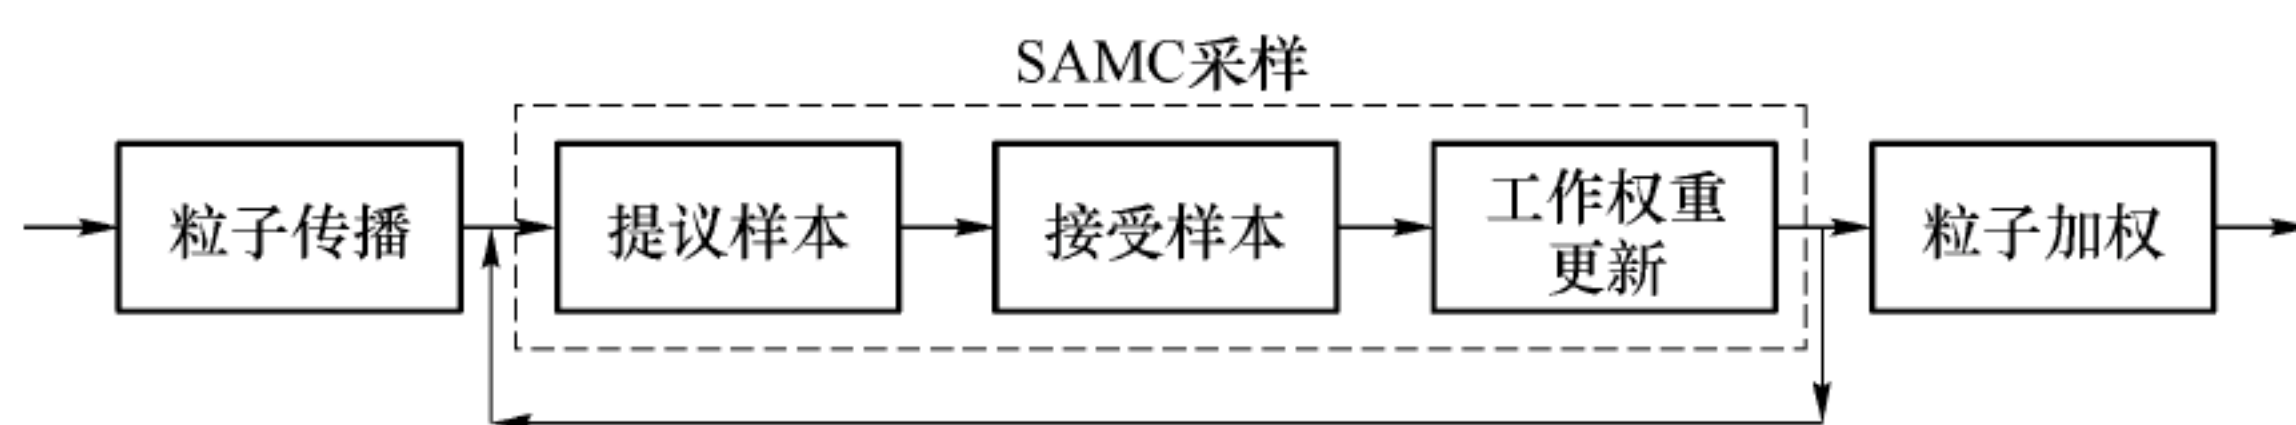 SAMC采样
粒子传播
提议样本
接受样本
工作权重
更新
粒子加权